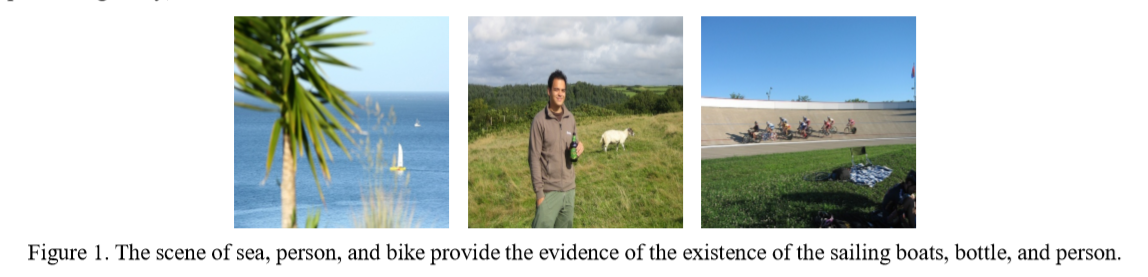 Figure 1. The scene of sea, person, and bike provide the evidence of the existence of the sailing boats, bottle, and person.